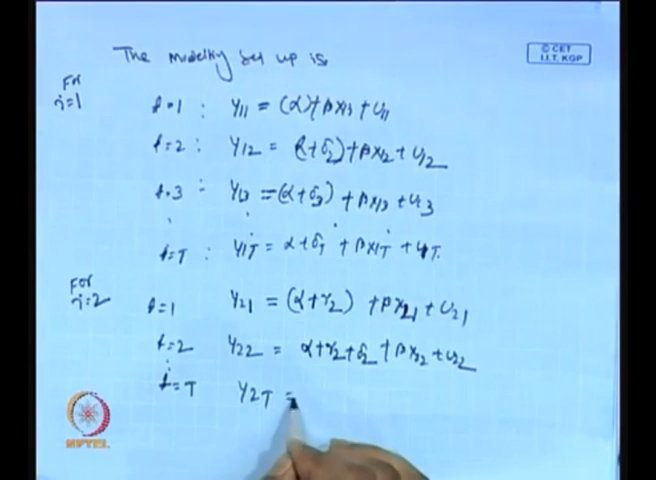 The modelling set up is
© CET
I.I.T. KGP
For i=1
t=1 : Y11 = (α)+βx13+U11
t=2 : Y12 = (α+δ2)+βx12+U12
t=3 : Y13 = (α+δ3)+βx13+U13
t=T : Y1T = α+δT+βx1T+U1T
For i=2
t=1 Y21 = (α+γ2)+βx21+U21
t=2 Y22 = α+γ2+δ2+βx22+U22
t=T Y2T =
NPTEL